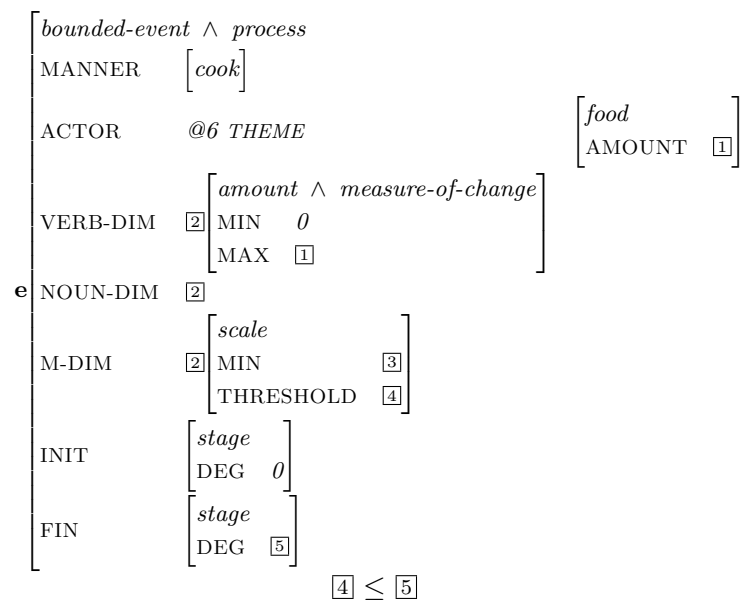 bounded-event ∧ process
MANNER [cook]
ACTOR @6 THEME [food
AMOUNT 1]
VERB-DIM 2 [amount ∧ measure-of-change
MIN 0
MAX 1]
e NOUN-DIM 2
M-DIM 2 [scale
MIN 3
THRESHOLD 4]
INIT [stage
DEG 0]
FIN [stage
DEG 5]
4 ≤ 5